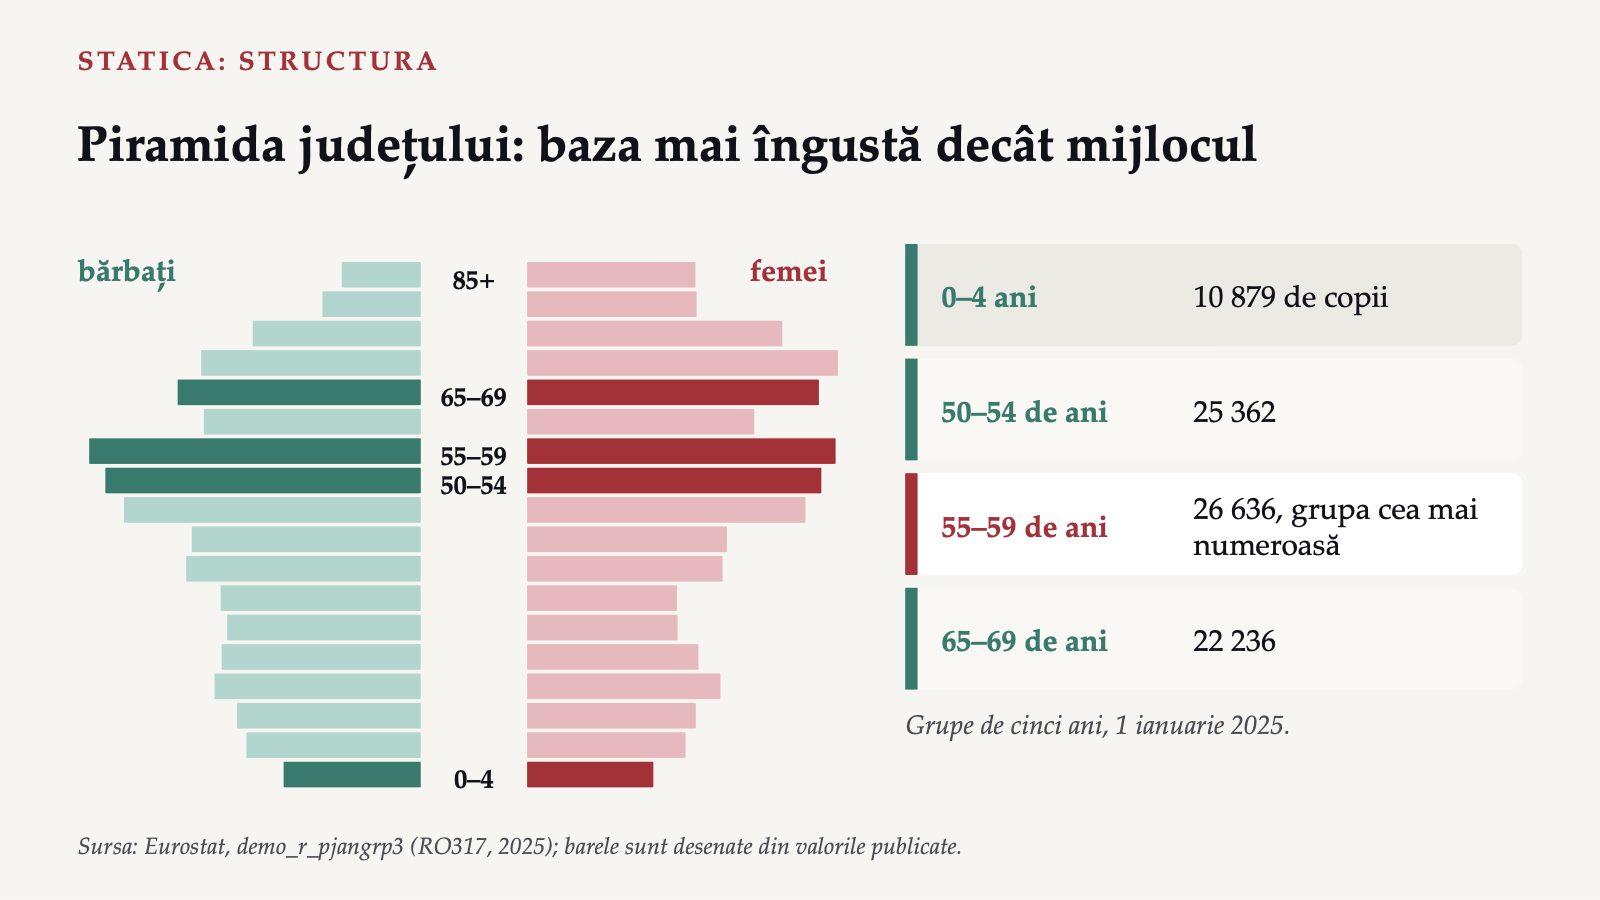 STATICA: STRUCTURA
Piramida județului: baza mai îngustă decât mijlocul
bărbați
femei
85+
65–69
55–59
50–54
0–4
0–4 ani
10 879 de copii
50–54 de ani
25 362
55–59 de ani
26 636, grupa cea mai
numeroasă
65–69 de ani
22 236
Grupe de cinci ani, 1 ianuarie 2025.
Sursa: Eurostat, demo_r_pjangrp3 (RO317, 2025); barele sunt desenate din valorile publicate.